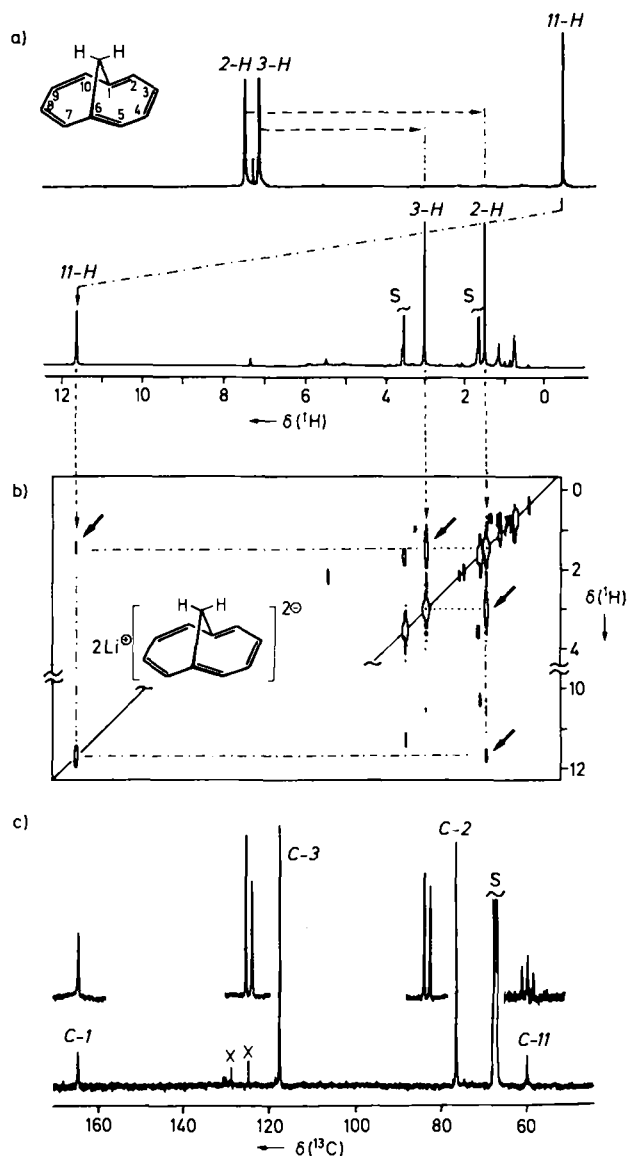 a)
11-H
H H
2-H 3-H
10 1 2
9 3
8 4
7 6 5
3-H 2-H
11-H
S S
12 10 8 6 4 2 0
← δ(¹H)
b)
0
2
δ(¹H)
↓
4
10
12
H H
2Li⊕ [ ] 2⊖
c)
C-3
C-2
S
C-1
X X
C-11
160 140 120 100 80 60
← δ(¹³C)